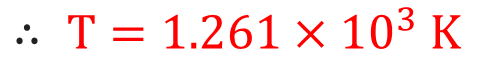 ∴ T = 1.261 × 10³ K